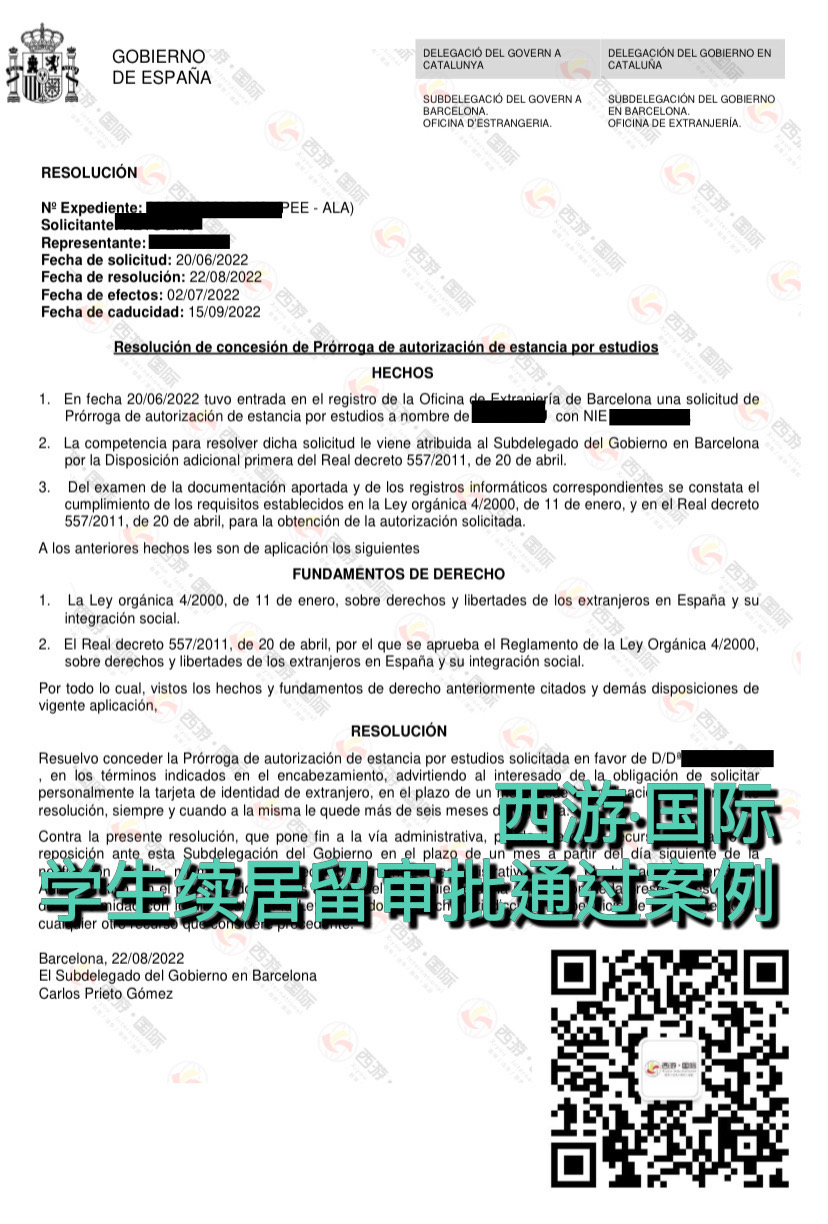 GOBIERNO
DE ESPAÑA
DELEGACIÓ DEL GOVERN A
CATALUNYA
DELEGACIÓN DEL GOBIERNO EN
CATALUÑA
SUBDELEGACIÓ DEL GOVERN A
BARCELONA.
OFICINA D'ESTRANGERIA.
SUBDELEGACIÓN DEL GOBIERNO
EN BARCELONA.
OFICINA DE EXTRANJERÍA.
RESOLUCIÓN
Nº Expediente: PEE - ALA)
Solicitante
Representante:
Fecha de solicitud: 20/06/2022
Fecha de resolución: 22/08/2022
Fecha de efectos: 02/07/2022
Fecha de caducidad: 15/09/2022
Resolución de concesión de Prórroga de autorización de estancia por estudios
HECHOS
1. En fecha 20/06/2022 tuvo entrada en el registro de la Oficina de Extranjería de Barcelona una solicitud de
Prórroga de autorización de estancia por estudios a nombre de con NIE
2. La competencia para resolver dicha solicitud le viene atribuida al Subdelegado del Gobierno en Barcelona
por la Disposición adicional primera del Real decreto 557/2011, de 20 de abril.
3. Del examen de la documentación aportada y de los registros informáticos correspondientes se constata el
cumplimiento de los requisitos establecidos en la Ley orgánica 4/2000, de 11 de enero, y en el Real decreto
557/2011, de 20 de abril, para la obtención de la autorización solicitada.
A los anteriores hechos les son de aplicación los siguientes
FUNDAMENTOS DE DERECHO
1. La Ley orgánica 4/2000, de 11 de enero, sobre derechos y libertades de los extranjeros en España y su
integración social.
2. El Real decreto 557/2011, de 20 de abril, por el que se aprueba el Reglamento de la Ley Orgánica 4/2000,
sobre derechos y libertades de los extranjeros en España y su integración social.
Por todo lo cual, vistos los hechos y fundamentos de derecho anteriormente citados y demás disposiciones de
vigente aplicación,
RESOLUCIÓN
Resuelvo conceder la Prórroga de autorización de estancia por estudios solicitada en favor de D/Dª
, en los términos indicados en el encabezamiento, advirtiendo al interesado de la obligación de solicitar
personalmente la tarjeta de identidad de extranjero, en el plazo de un
resolución, siempre y cuando a la misma le quede más de seis meses
西游·国际
Contra la presente resolución, que pone fin a la vía administrativa,
reposición ante esta Subdelegación del Gobierno en el plazo de un mes a partir del día siguiente de la
学生续居留审批通过案例
cualquier otro recurso que considere procedente.
Barcelona, 22/08/2022
El Subdelegado del Gobierno en Barcelona
Carlos Prieto Gómez
西游·国际